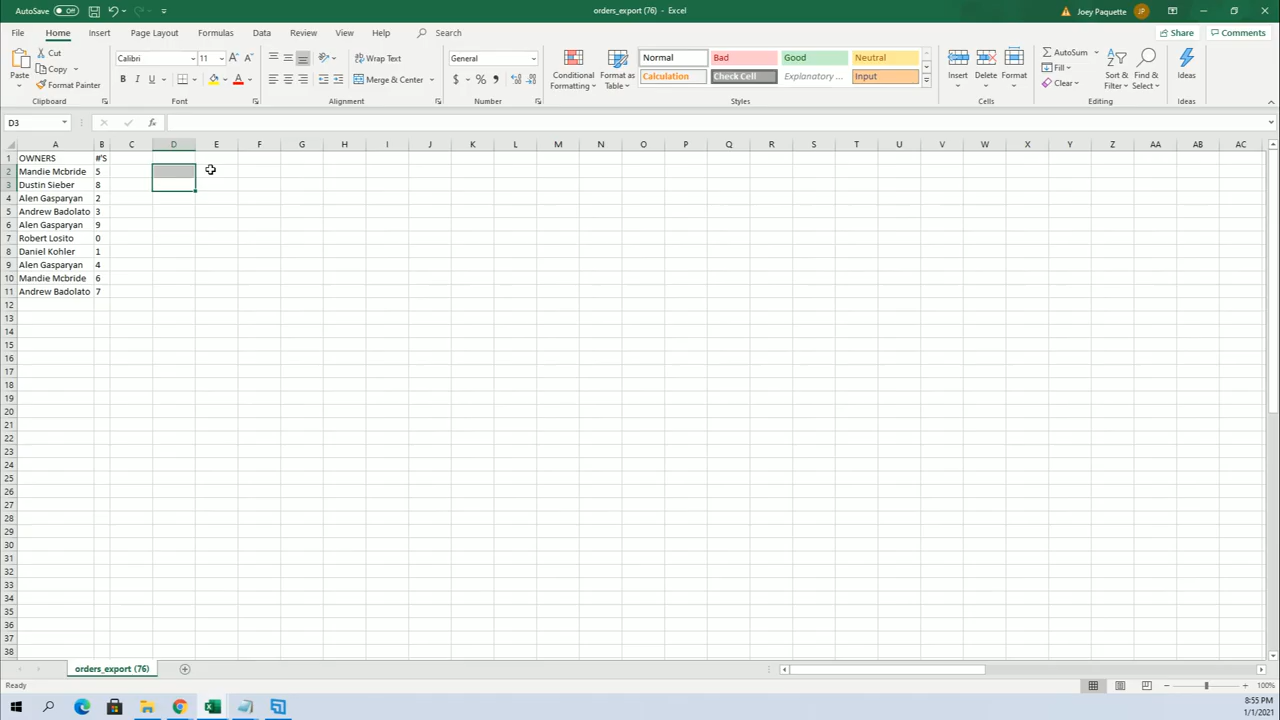 AutoSave Off orders_export (76) - Excel Joey Paquette JP
File Home Insert Page Layout Formulas Data Review View Help Search Share Comments
Paste Cut Copy Format Painter Clipboard
Calibri 11 B I U A Font
Wrap Text Merge & Center Alignment
General $ % Number
Conditional Formatting Format as Table Normal Bad Good Neutral Calculation Check Cell Explanatory ... Input Styles
Insert Delete Format Cells
AutoSum Fill Clear Sort & Filter Find & Select Editing
Ideas Ideas
D3 fx
A B C D E F G H I J K L M N O P Q R S T U V W X Y Z AA AB AC
1 OWNERS #'S
2 Mandie Mcbride 5
3 Dustin Sieber 8
4 Alen Gasparyan 2
5 Andrew Badolato 3
6 Alen Gasparyan 9
7 Robert Losito 0
8 Daniel Kohler 1
9 Alen Gasparyan 4
10 Mandie Mcbride 6
11 Andrew Badolato 7
12
13
14
15
16
17
18
19
20
21
22
23
24
25
26
27
28
29
30
31
32
33
34
35
36
37
38
orders_export (76)
Ready 100%
8:55 PM
1/1/2021